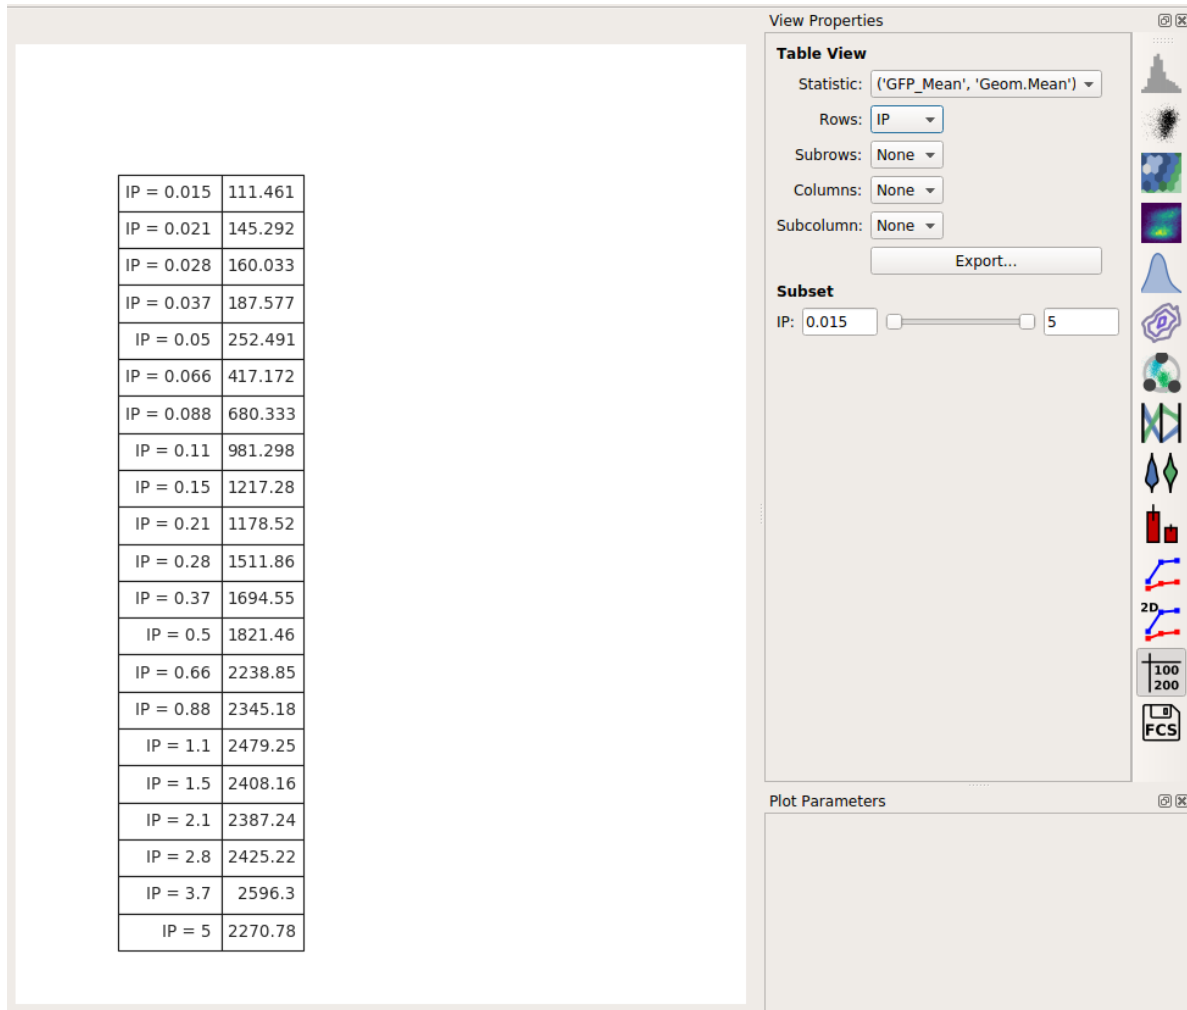 View Properties
Table View
Statistic: ('GFP_Mean', 'Geom.Mean')
Rows: IP
Subrows: None
Columns: None
Subcolumn: None
Export...
Subset
IP: 0.015 5
IP = 0.015 111.461
IP = 0.021 145.292
IP = 0.028 160.033
IP = 0.037 187.577
IP = 0.05 252.491
IP = 0.066 417.172
IP = 0.088 680.333
IP = 0.11 981.298
IP = 0.15 1217.28
IP = 0.21 1178.52
IP = 0.28 1511.86
IP = 0.37 1694.55
IP = 0.5 1821.46
IP = 0.66 2238.85
IP = 0.88 2345.18
IP = 1.1 2479.25
IP = 1.5 2408.16
IP = 2.1 2387.24
IP = 2.8 2425.22
IP = 3.7 2596.3
IP = 5 2270.78
2D
100
200
FCS
Plot Parameters